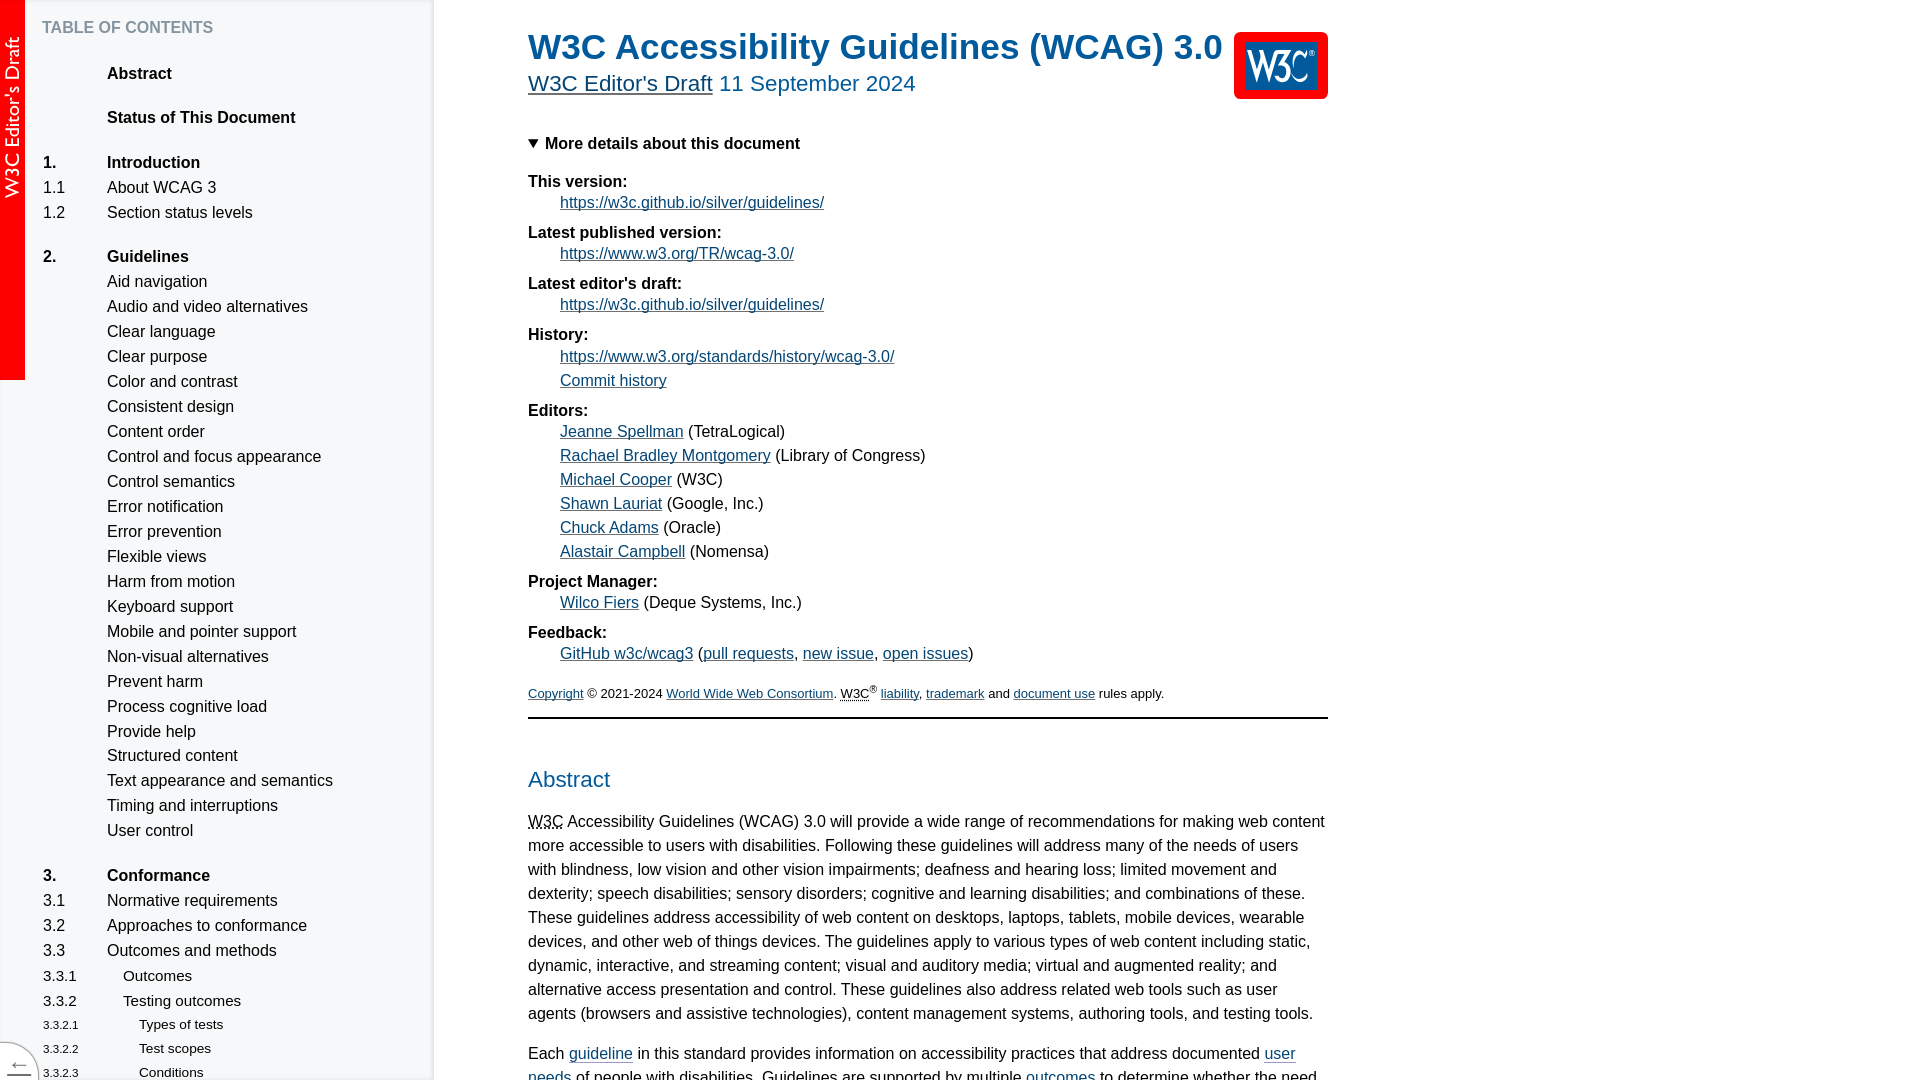 W3C Editor's Draft
TABLE OF CONTENTS
Abstract
Status of This Document
1. Introduction
1.1 About WCAG 3
1.2 Section status levels
2. Guidelines
Aid navigation
Audio and video alternatives
Clear language
Clear purpose
Color and contrast
Consistent design
Content order
Control and focus appearance
Control semantics
Error notification
Error prevention
Flexible views
Harm from motion
Keyboard support
Mobile and pointer support
Non-visual alternatives
Prevent harm
Process cognitive load
Provide help
Structured content
Text appearance and semantics
Timing and interruptions
User control
3. Conformance
3.1 Normative requirements
3.2 Approaches to conformance
3.3 Outcomes and methods
3.3.1 Outcomes
3.3.2 Testing outcomes
3.3.2.1 Types of tests
3.3.2.2 Test scopes
3.3.2.3 Conditions
←
W3C Accessibility Guidelines (WCAG) 3.0
W3C®
W3C Editor's Draft 11 September 2024
▼ More details about this document
This version:
https://w3c.github.io/silver/guidelines/
Latest published version:
https://www.w3.org/TR/wcag-3.0/
Latest editor's draft:
https://w3c.github.io/silver/guidelines/
History:
https://www.w3.org/standards/history/wcag-3.0/
Commit history
Editors:
Jeanne Spellman (TetraLogical)
Rachael Bradley Montgomery (Library of Congress)
Michael Cooper (W3C)
Shawn Lauriat (Google, Inc.)
Chuck Adams (Oracle)
Alastair Campbell (Nomensa)
Project Manager:
Wilco Fiers (Deque Systems, Inc.)
Feedback:
GitHub w3c/wcag3 (pull requests, new issue, open issues)
Copyright © 2021-2024 World Wide Web Consortium. W3C® liability, trademark and document use rules apply.
Abstract
W3C Accessibility Guidelines (WCAG) 3.0 will provide a wide range of recommendations for making web content
more accessible to users with disabilities. Following these guidelines will address many of the needs of users
with blindness, low vision and other vision impairments; deafness and hearing loss; limited movement and
dexterity; speech disabilities; sensory disorders; cognitive and learning disabilities; and combinations of these.
These guidelines address accessibility of web content on desktops, laptops, tablets, mobile devices, wearable
devices, and other web of things devices. The guidelines apply to various types of web content including static,
dynamic, interactive, and streaming content; visual and auditory media; virtual and augmented reality; and
alternative access presentation and control. These guidelines also address related web tools such as user
agents (browsers and assistive technologies), content management systems, authoring tools, and testing tools.
Each guideline in this standard provides information on accessibility practices that address documented user
needs of people with disabilities. Guidelines are supported by multiple outcomes to determine whether the need